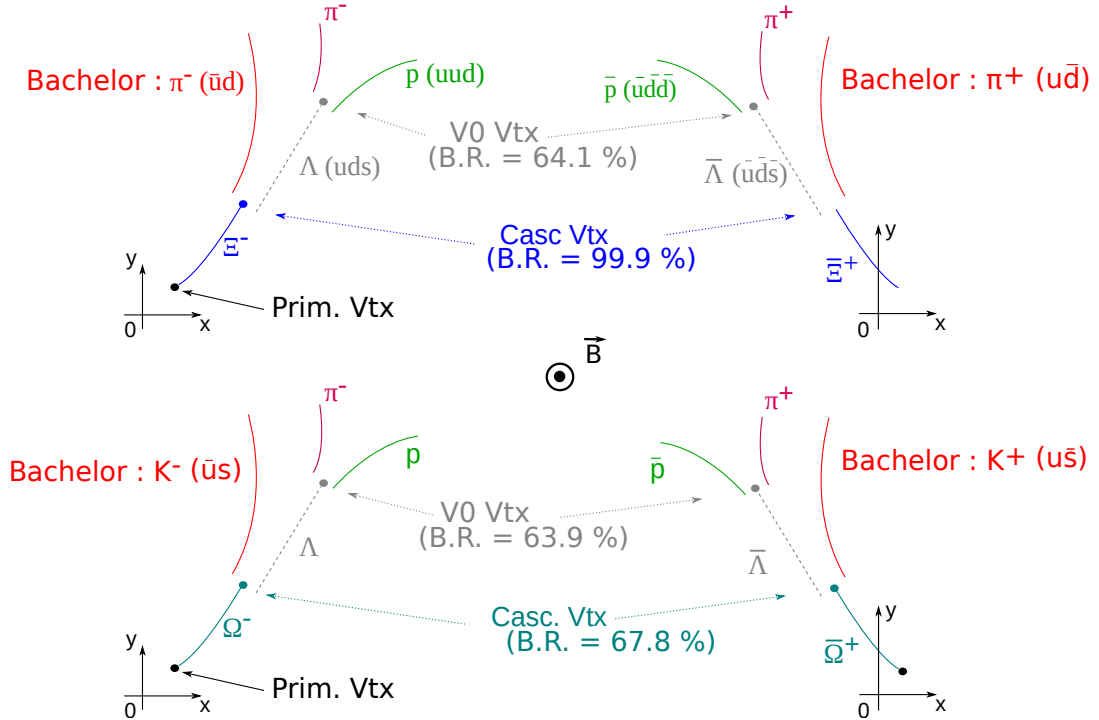 π⁻
π⁺
Bachelor : π⁻ (ūd)
p (uud)
p̄ (ūd̄d̄)
Bachelor : π⁺ (ud̄)
V0 Vtx
(B.R. = 64.1 %)
Λ (uds)
Λ̄ (ūd̄s̄)
Ξ⁻
Casc Vtx
(B.R. = 99.9 %)
Ξ̄⁺
y
y
Prim. Vtx
0
x
0
x
B⃗
π⁻
π⁺
Bachelor : K⁻ (ūs)
p
p̄
Bachelor : K⁺ (us̄)
V0 Vtx
(B.R. = 63.9 %)
Λ
Λ̄
Ω⁻
Casc. Vtx
(B.R. = 67.8 %)
Ω̄⁺
y
y
Prim. Vtx
0
x
0
x